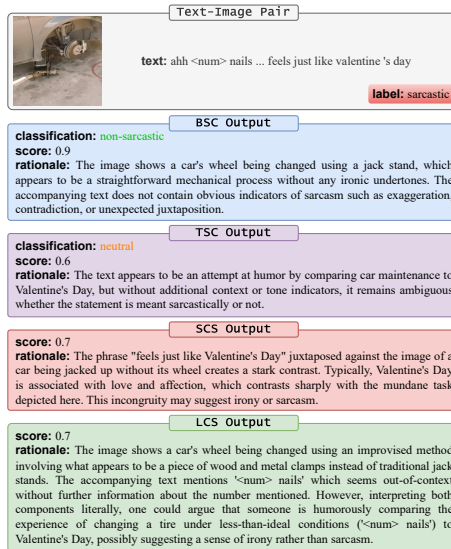 Text-Image Pair
text: ahh <num> nails ... feels just like valentine 's day
label: sarcastic
BSC Output
classification: non-sarcastic
score: 0.9
rationale: The image shows a car's wheel being changed using a jack stand, which
appears to be a straightforward mechanical process without any ironic undertones. The
accompanying text does not contain obvious indicators of sarcasm such as exaggeration,
contradiction, or unexpected juxtaposition.
TSC Output
classification: neutral
score: 0.6
rationale: The text appears to be an attempt at humor by comparing car maintenance to
Valentine's Day, but without additional context or tone indicators, it remains ambiguous
whether the statement is meant sarcastically or not.
SCS Output
score: 0.7
rationale: The phrase "feels just like Valentine's Day" juxtaposed against the image of a
car being jacked up without its wheel creates a stark contrast. Typically, Valentine's Day
is associated with love and affection, which contrasts sharply with the mundane task
depicted here. This incongruity may suggest irony or sarcasm.
LCS Output
score: 0.7
rationale: The image shows a car's wheel being changed using an improvised method
involving what appears to be a piece of wood and metal clamps instead of traditional jack
stands. The accompanying text mentions '<num> nails' which seems out-of-context
without further information about the number mentioned. However, interpreting both
components literally, one could argue that someone is humorously comparing the
experience of changing a tire under less-than-ideal conditions ('<num> nails') to
Valentine's Day, possibly suggesting a sense of irony rather than sarcasm.